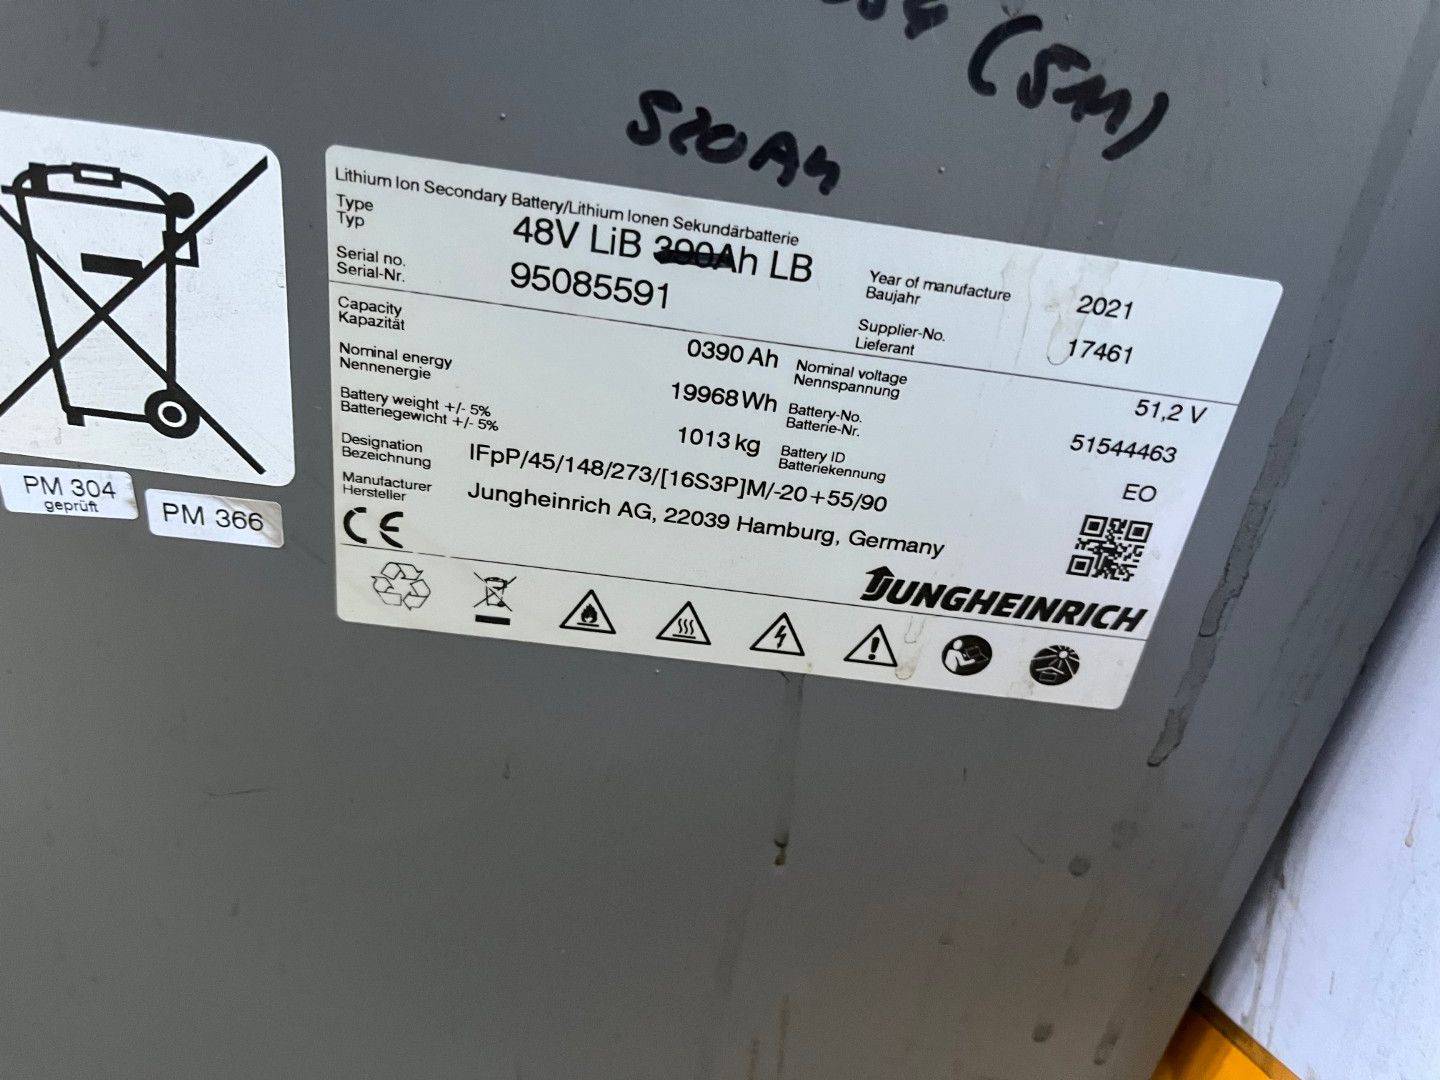 (5M)
520Ah
Lithium Ion Secondary Battery/Lithium Ionen Sekundärbatterie
Type
Typ
48V LiB 390Ah LB
Serial no.
Serial-Nr.
95085591
Year of manufacture
Baujahr
2021
Supplier-No.
Lieferant
17461
Capacity
Kapazität
0390 Ah
Nominal voltage
Nennspannung
51,2 V
Nominal energy
Nennenergie
19968 Wh
Battery-No.
Batterie-Nr.
51544463
Battery weight +/- 5%
Batteriegewicht +/- 5%
1013 kg
Battery ID
Batteriekennung
EO
Designation
Bezeichnung
IFpP/45/148/273/[16S3P]M/-20+55/90
Manufacturer
Hersteller
Jungheinrich AG, 22039 Hamburg, Germany
CE
JUNGHEINRICH
PM 304
geprüft
PM 366